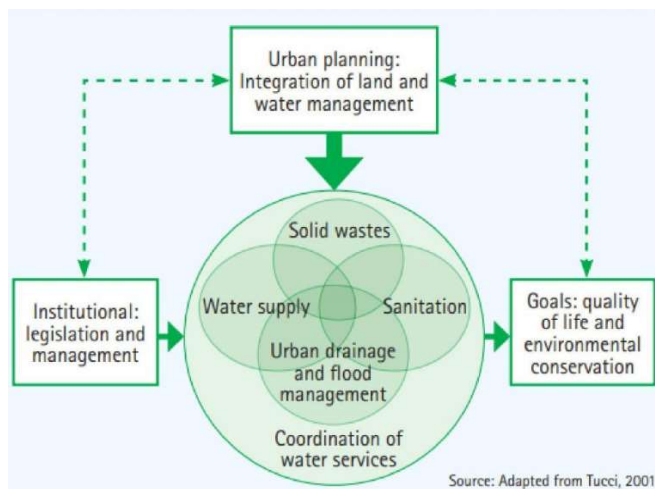 Urban planning:
Integration of land and
water management
Solid wastes
Institutional:
legislation and
management
Water supply
Sanitation
Urban drainage
and flood
management
Coordination of
water services
Goals: quality
of life and
environmental
conservation
Source: Adapted from Tucci, 2001